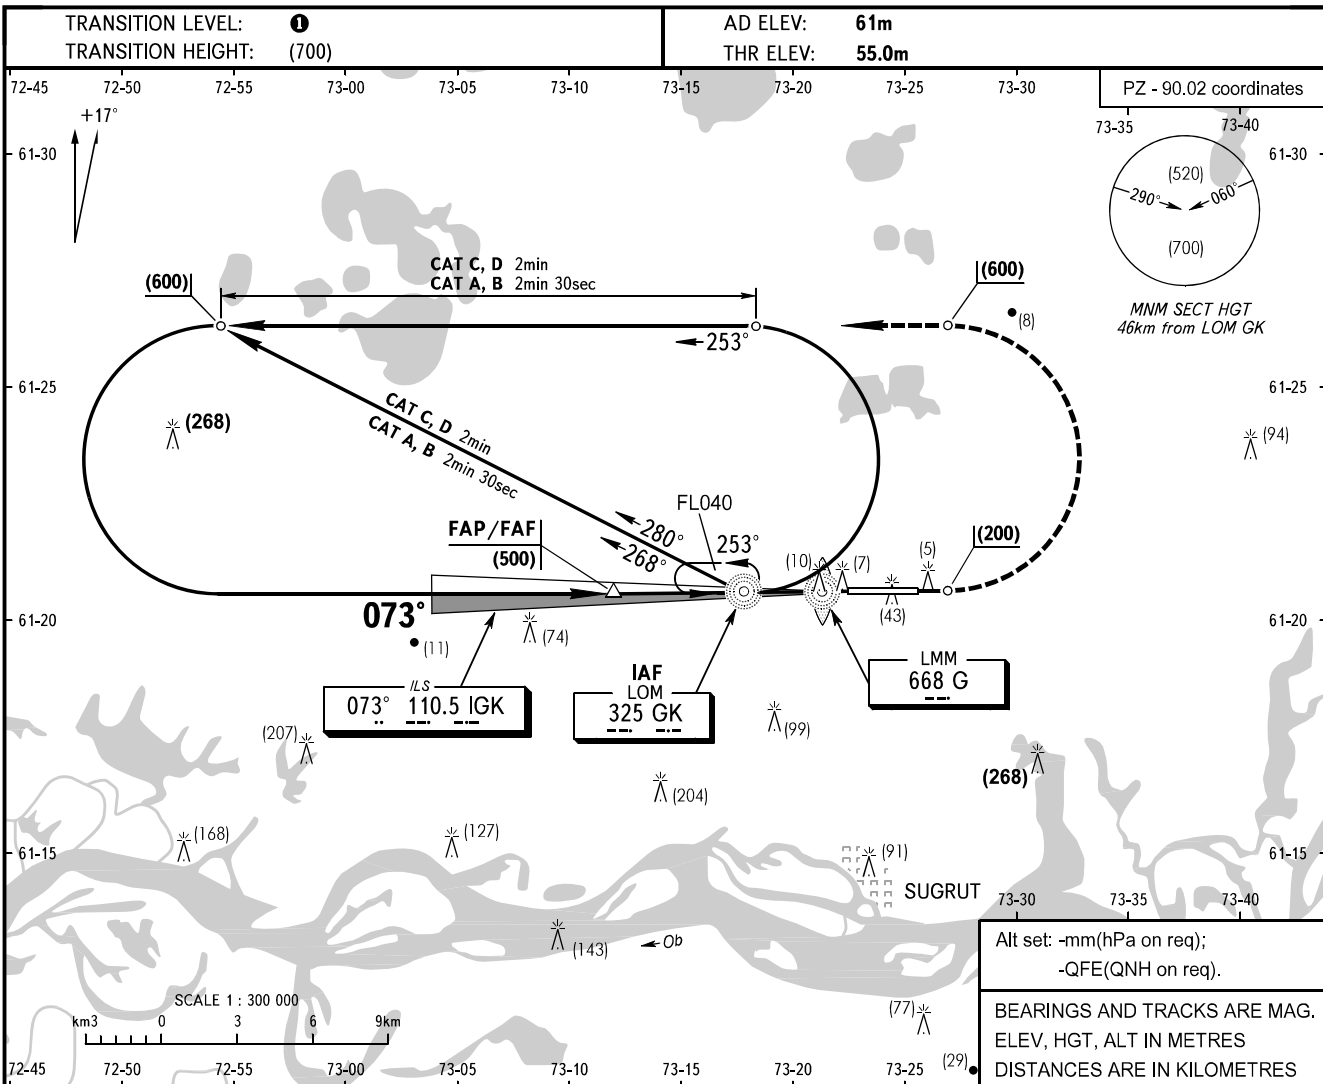 TRANSITION LEVEL: ❶
TRANSITION HEIGHT: (700)
AD ELEV: 61m
THR ELEV: 55.0m
72-45 72-50 72-55 73-00 73-05 73-10 73-15 73-20 73-25 73-30
PZ - 90.02 coordinates
73-35 73-40
+17°
61-30 61-30
(520)
290° 060°
(700)
MNM SECT HGT
46km from LOM GK
CAT C, D 2min
CAT A, B 2min 30sec
(600)
(600)
(8)
253°
61-25 61-25
CAT C, D 2min
CAT A, B 2min 30sec
(268)
(94)
FL040
FAP/FAF
(500)
280°
268°
253°
(200)
(10) (7) (5)
073°
(43)
61-20 61-20
(11)
(74)
ILS
073° 110.5 IGK
IAF
LOM
325 GK
LMM
668 G
(99)
(207)
(268)
(204)
(168)
(127)
61-15 61-15
(91)
SUGRUT
73-30 73-35 73-40
(143)
Ob
Alt set: -mm(hPa on req);
-QFE(QNH on req).
SCALE 1 : 300 000
km3 0 3 6 9km
(77)
BEARINGS AND TRACKS ARE MAG.
ELEV, HGT, ALT IN METRES
DISTANCES ARE IN KILOMETRES
(29)
72-45 72-50 72-55 73-00 73-05 73-10 73-15 73-20 73-25